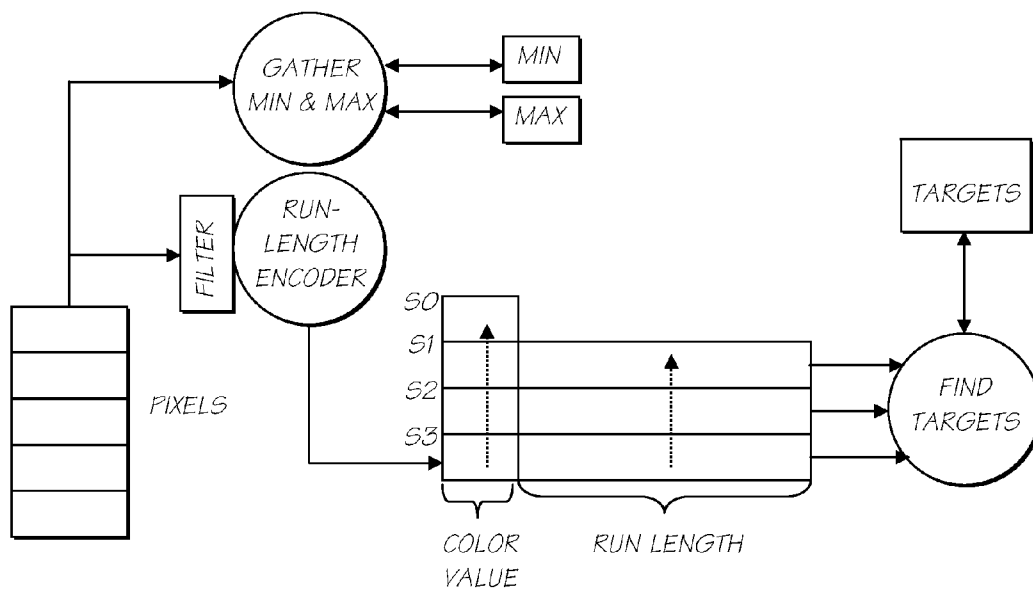 GATHER
MIN & MAX
MIN
MAX
TARGETS
FILTER
RUN-
LENGTH
ENCODER
S0
S1
S2
S3
PIXELS
FIND
TARGETS
COLOR
VALUE
RUN LENGTH